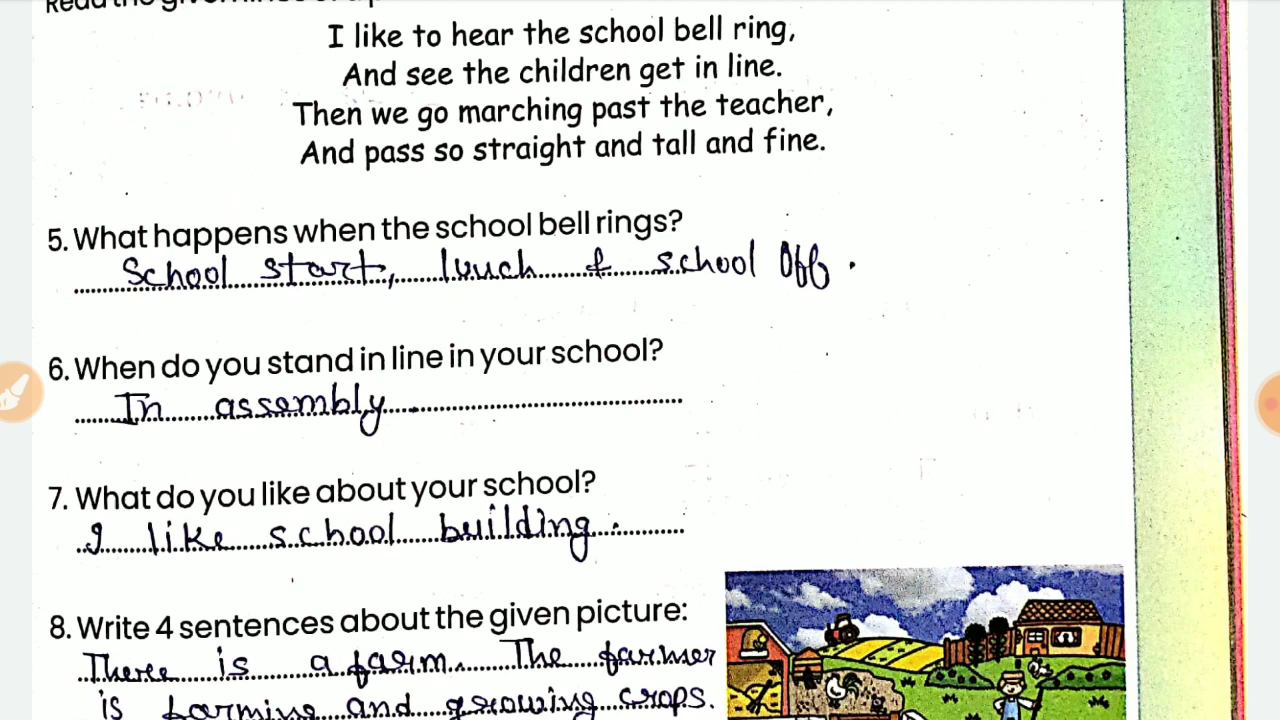 I like to hear the school bell ring,
And see the children get in line.
Then we go marching past the teacher,
And pass so straight and tall and fine.
5. What happens when the school bell rings?
School start, lunch & school Off.
6. When do you stand in line in your school?
In assembly
7. What do you like about your school?
I like school building.
8. Write 4 sentences about the given picture:
There is a farm. The farmer
is farming and growing crops.